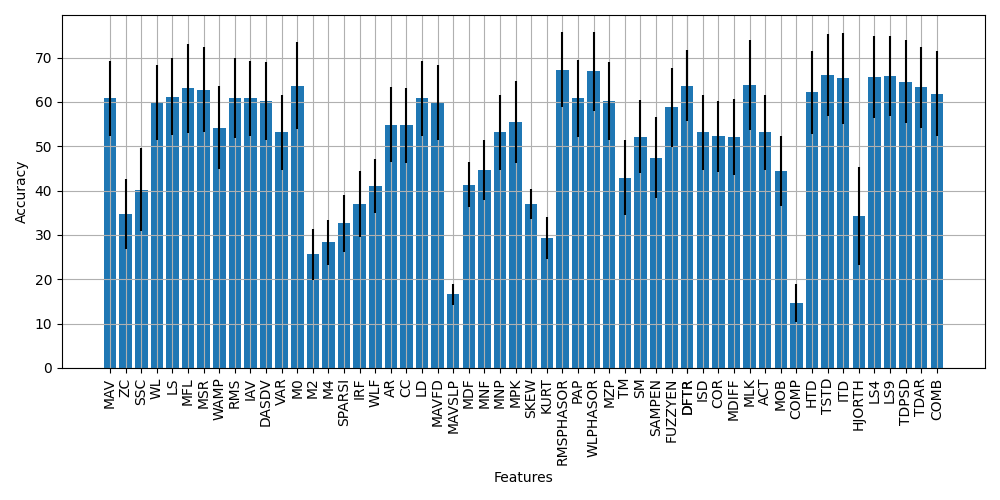 70
60
50
40
30
20
10
0
Accuracy
MAV
ZC
SSC
WL
LS
MFL
MSR
WAMP
RMS
IAV
DASDV
VAR
M0
M2
M4
SPARSI
IRF
WLF
AR
CC
LD
MAVFD
MAVSLP
MDF
MNF
MNP
MPK
SKEW
KURT
RMSPHASOR
PAP
WLPHASOR
MZP
TM
SM
SAMPEN
FUZZYEN
DFTR
ISD
COR
MDIFF
MLK
ACT
MOB
COMP
HTD
TSTD
ITD
HJORTH
LS4
LS9
TDPSD
TDAR
COMB
Features